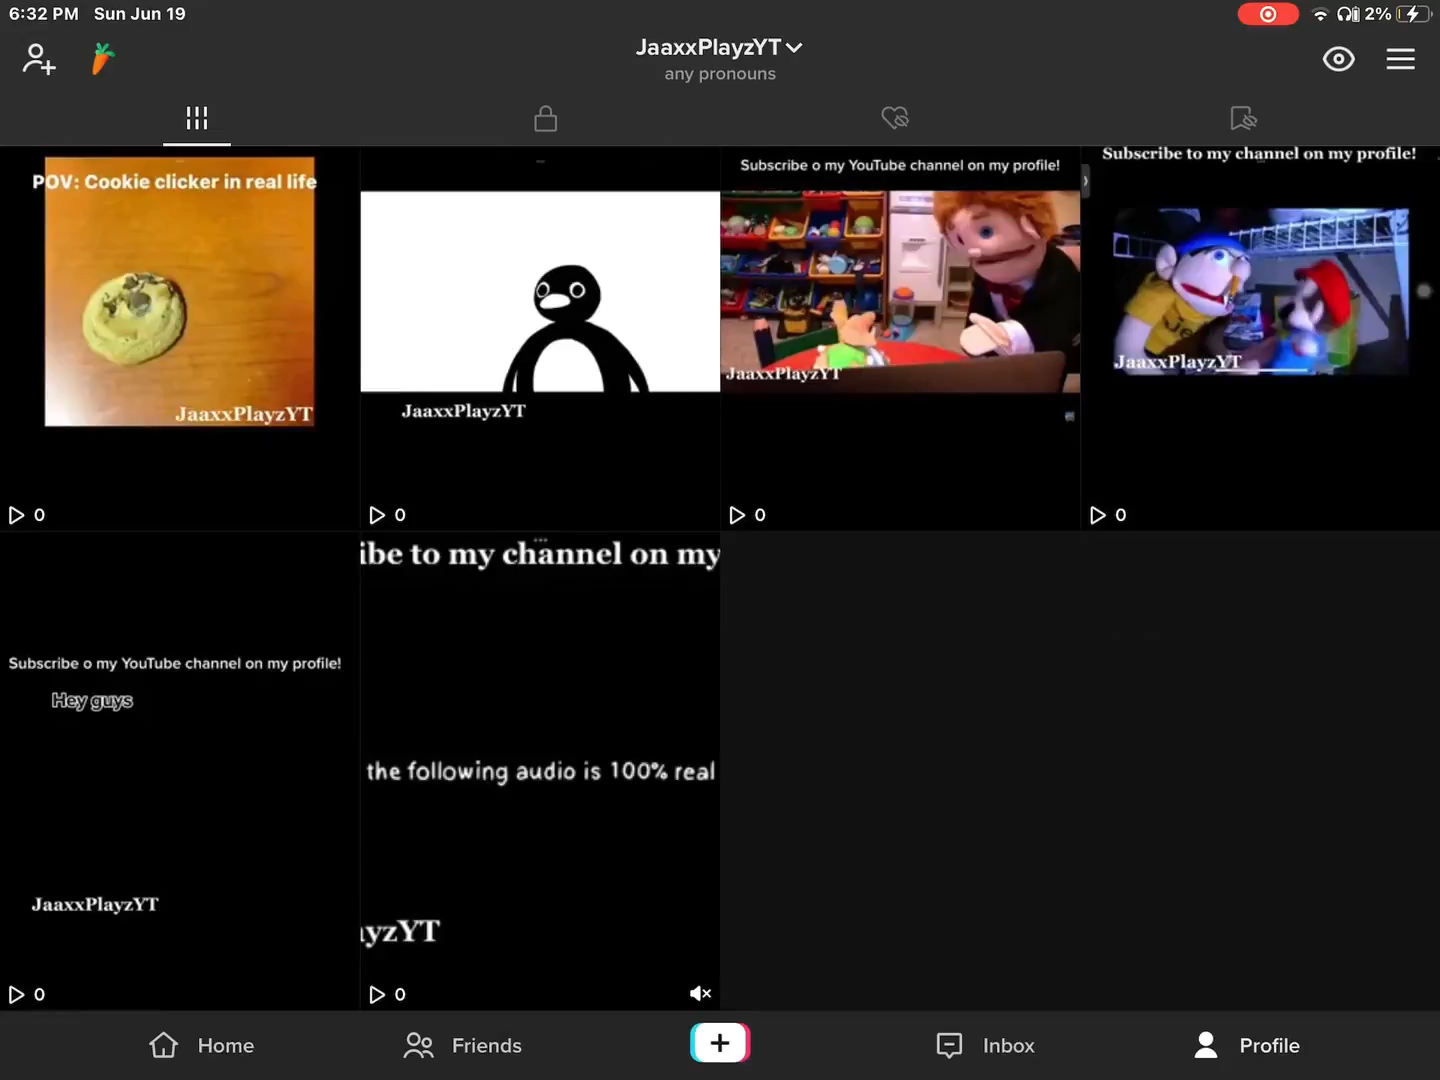 6:32 PM Sun Jun 19
2%
JaaxxPlayzYT
any pronouns
POV: Cookie clicker in real life
JaaxxPlayzYT
0
JaaxxPlayzYT
0
Subscribe o my YouTube channel on my profile!
JaaxxPlayzYT
0
Subscribe to my channel on my profile!
JaaxxPlayzYT
0
Subscribe o my YouTube channel on my profile!
Hey guys
JaaxxPlayzYT
0
ibe to my channel on my
the following audio is 100% real
ayzYT
0
Home
Friends
Inbox
Profile